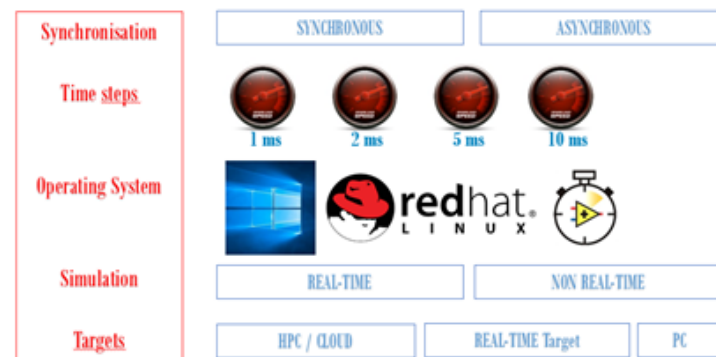 Synchronisation
SYNCHRONOUS
ASYNCHRONOUS
Time steps
1 ms
2 ms
5 ms
10 ms
Operating System
redhat.
LINUX
Simulation
REAL-TIME
NON REAL-TIME
Targets
HPC / CLOUD
REAL-TIME Target
PC